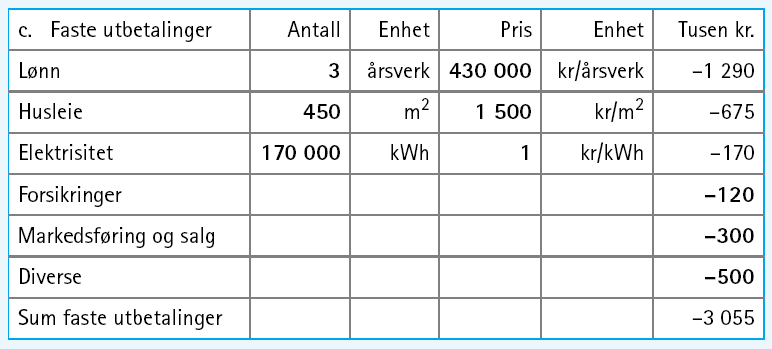 c. Faste utbetalinger Antall Enhet Pris Enhet Tusen kr.
Lønn 3 årsverk 430 000 kr/årsverk –1 290
Husleie 450 m² 1 500 kr/m² –675
Elektrisitet 170 000 kWh 1 kr/kWh –170
Forsikringer –120
Markedsføring og salg –300
Diverse –500
Sum faste utbetalinger –3 055